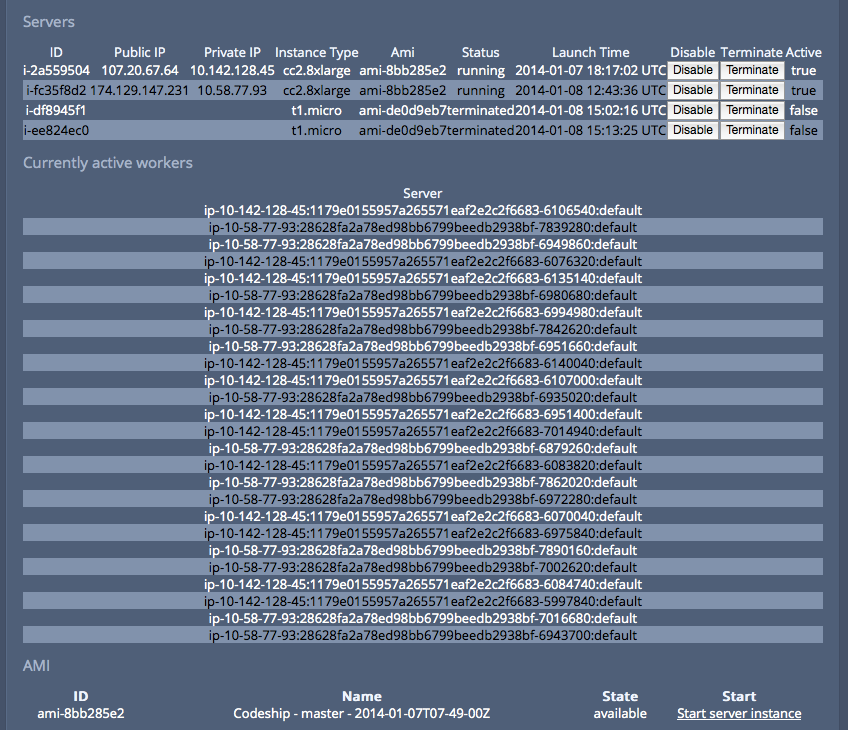 Servers
ID Public IP Private IP Instance Type Ami Status Launch Time Disable Terminate Active
i-2a559504 107.20.67.64 10.142.128.45 cc2.8xlarge ami-8bb285e2 running 2014-01-07 18:17:02 UTC Disable Terminate true
i-fc35f8d2 174.129.147.231 10.58.77.93 cc2.8xlarge ami-8bb285e2 running 2014-01-08 12:43:36 UTC Disable Terminate true
i-df8945f1 t1.micro ami-de0d9eb7 terminated 2014-01-08 15:02:16 UTC Disable Terminate false
i-ee824ec0 t1.micro ami-de0d9eb7 terminated 2014-01-08 15:13:25 UTC Disable Terminate false
Currently active workers
Server
ip-10-142-128-45:1179e0155957a265571eaf2e2c2f6683-6106540:default
ip-10-58-77-93:28628fa2a78ed98bb6799beedb2938bf-7839280:default
ip-10-58-77-93:28628fa2a78ed98bb6799beedb2938bf-6949860:default
ip-10-142-128-45:1179e0155957a265571eaf2e2c2f6683-6076320:default
ip-10-142-128-45:1179e0155957a265571eaf2e2c2f6683-6135140:default
ip-10-58-77-93:28628fa2a78ed98bb6799beedb2938bf-6980680:default
ip-10-142-128-45:1179e0155957a265571eaf2e2c2f6683-6994980:default
ip-10-58-77-93:28628fa2a78ed98bb6799beedb2938bf-7842620:default
ip-10-58-77-93:28628fa2a78ed98bb6799beedb2938bf-6951660:default
ip-10-142-128-45:1179e0155957a265571eaf2e2c2f6683-6140040:default
ip-10-142-128-45:1179e0155957a265571eaf2e2c2f6683-6107000:default
ip-10-58-77-93:28628fa2a78ed98bb6799beedb2938bf-6935020:default
ip-10-142-128-45:1179e0155957a265571eaf2e2c2f6683-6951400:default
ip-10-142-128-45:1179e0155957a265571eaf2e2c2f6683-7014940:default
ip-10-58-77-93:28628fa2a78ed98bb6799beedb2938bf-6879260:default
ip-10-142-128-45:1179e0155957a265571eaf2e2c2f6683-6083820:default
ip-10-58-77-93:28628fa2a78ed98bb6799beedb2938bf-7862020:default
ip-10-58-77-93:28628fa2a78ed98bb6799beedb2938bf-6972280:default
ip-10-142-128-45:1179e0155957a265571eaf2e2c2f6683-6070040:default
ip-10-142-128-45:1179e0155957a265571eaf2e2c2f6683-6975840:default
ip-10-58-77-93:28628fa2a78ed98bb6799beedb2938bf-7890160:default
ip-10-58-77-93:28628fa2a78ed98bb6799beedb2938bf-7002620:default
ip-10-142-128-45:1179e0155957a265571eaf2e2c2f6683-6084740:default
ip-10-142-128-45:1179e0155957a265571eaf2e2c2f6683-5997840:default
ip-10-58-77-93:28628fa2a78ed98bb6799beedb2938bf-7016680:default
ip-10-58-77-93:28628fa2a78ed98bb6799beedb2938bf-6943700:default
AMI
ID Name State Start
ami-8bb285e2 Codeship - master - 2014-01-07T07-49-00Z available Start server instance